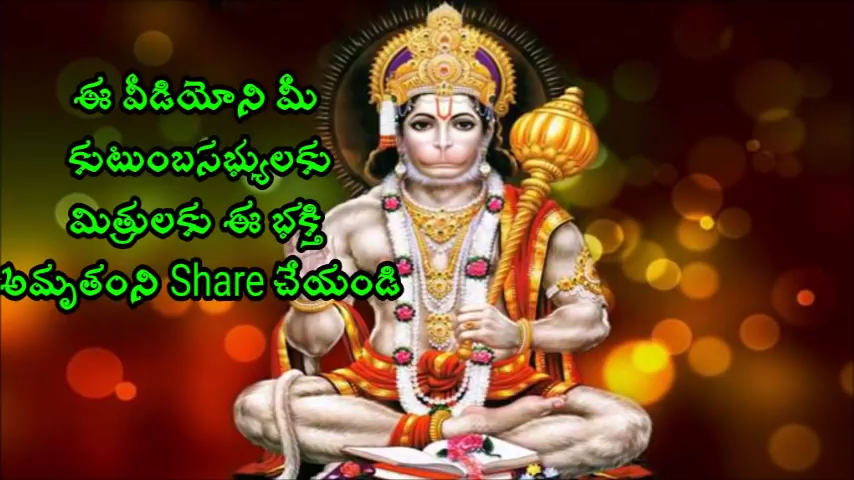 ఈ వీడియోని మీ
కుటుంబసభ్యులకు
మిత్రులకు ఈ భక్తి
అమృతంని Share చేయండి